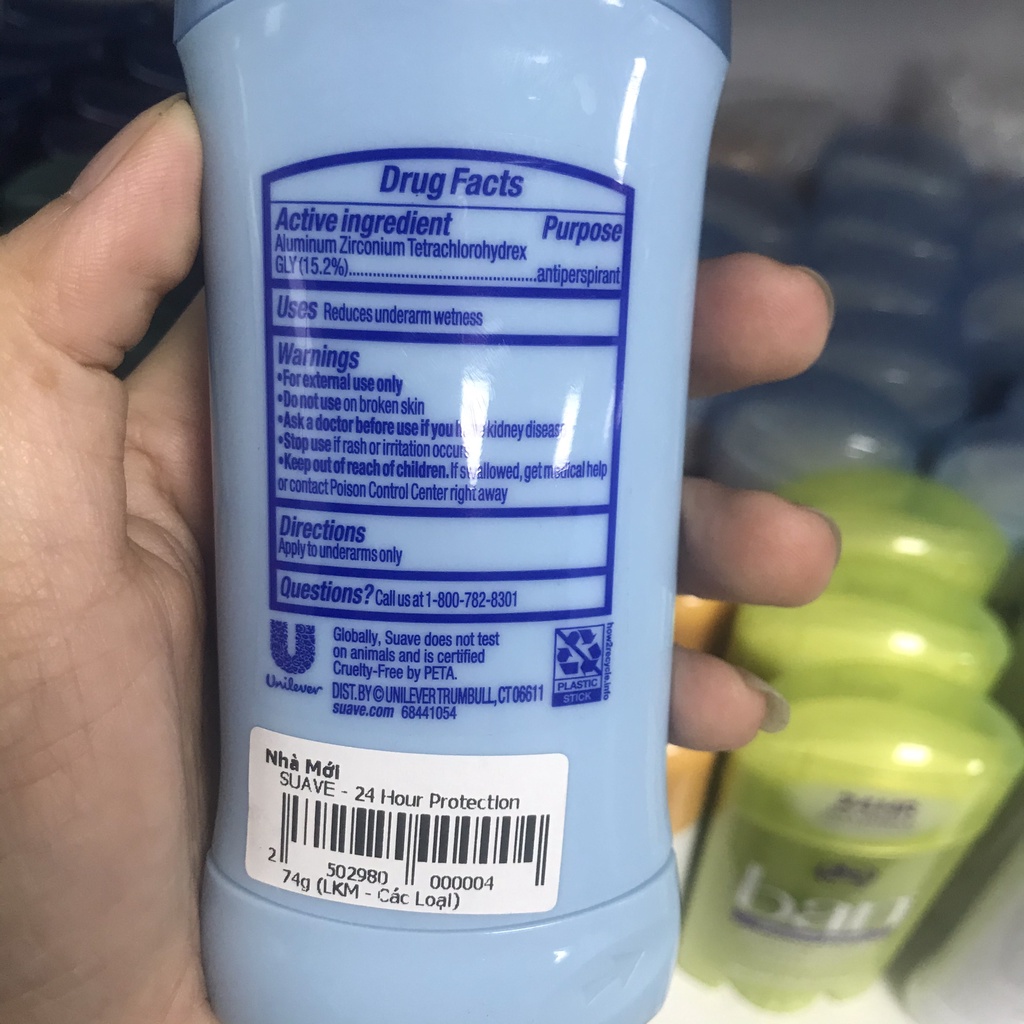 Drug Facts
Active ingredient Purpose
Aluminum Zirconium Tetrachlorohydrex
GLY (15.2%)................................................antiperspirant
Uses Reduces underarm wetness
Warnings
•For external use only
•Do not use on broken skin
•Ask a doctor before use if you have kidney disease
•Stop use if rash or irritation occurs
•Keep out of reach of children. If swallowed, get medical help
or contact Poison Control Center right away
Directions
Apply to underarms only
Questions? Call us at 1-800-782-8301
Unilever
Globally, Suave does not test
on animals and is certified
Cruelty-Free by PETA.
DIST. BY © UNILEVER TRUMBULL, CT 06611
suave.com 68441054
PLASTIC
STICK
how2recycle.info
Nhà Mới
SUAVE - 24 Hour Protection
2 502980 000004
74g (LKM - Các Loại)
ban